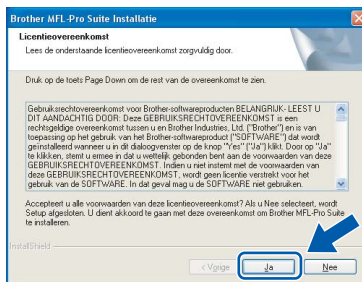 Brother MFL-Pro Suite Installatie
Licentieovereenkomst
Lees de onderstaande licentieovereenkomst zorgvuldig door.
Druk op de toets Page Down om de rest van de overeenkomst te zien.
Gebruiksrechtovereenkomst voor Brother-softwareproducten BELANGRIJK- LEEST U
DIT AANDACHTIG DOOR: Deze GEBRUIKSRECHTOVEREENKOMST is een
rechtsgeldige overeenkomst tussen u en Brother Industries, Ltd. ("Brother") en is van
toepassing op het gebruik van het Brother-product ("SOFTWARE") dat wordt
geïnstalleerd wanneer u in dit dialoogvenster op de knop "Yes" ("Ja") klikt. Door op "Ja"
te klikken, stemt u ermee in dat u wettelijk gebonden bent aan de voorwaarden van deze
GEBRUIKSRECHTOVEREENKOMST. Indien u niet instemt met de voorwaarden van
deze GEBRUIKSRECHTOVEREENKOMST, wordt geen licentie verstrekt voor het
gebruik van de SOFTWARE. In dat geval mag u de SOFTWARE niet gebruiken.
Accepteert u alle voorwaarden van deze licentieovereenkomst? Als u Nee selecteert, wordt
Setup afgesloten. U dient akkoord te gaan met deze overeenkomst om Brother MFL-Pro Suite
te installeren.
InstallShield
< Vorige
Ja
Nee